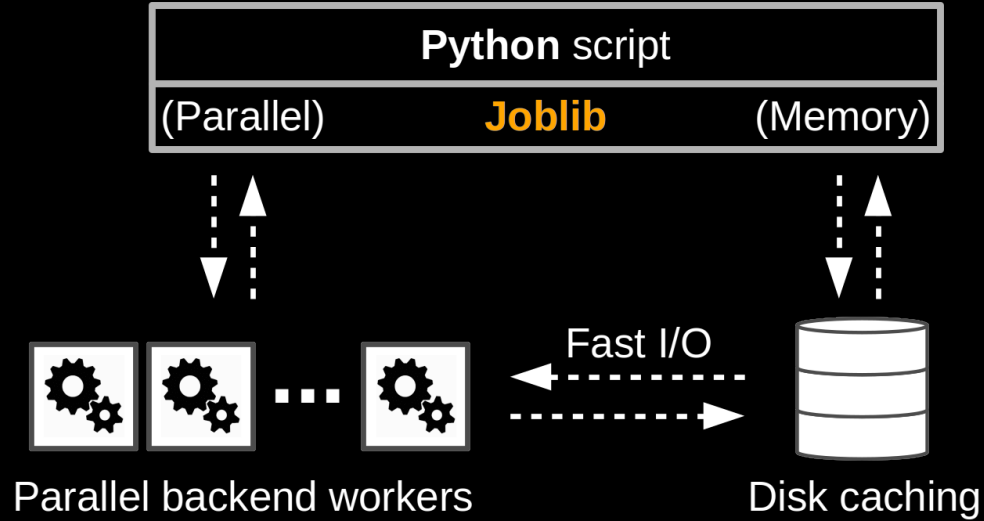 Python script
(Parallel) Joblib (Memory)
Fast I/O
Parallel backend workers
Disk caching